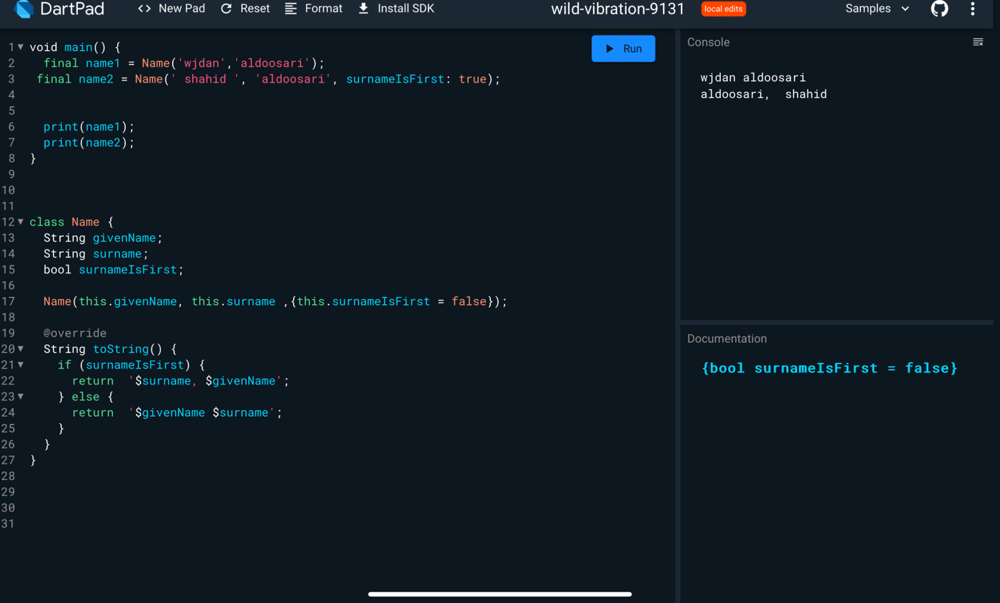 DartPad <> New Pad Reset Format Install SDK wild-vibration-9131 local edits Samples
Run
1 void main() {
2   final name1 = Name('wjdan','aldoosari');
3  final name2 = Name(' shahid ', 'aldoosari', surnameIsFirst: true);
4
5
6   print(name1);
7   print(name2);
8 }
9
10
11
12 class Name {
13   String givenName;
14   String surname;
15   bool surnameIsFirst;
16
17   Name(this.givenName, this.surname ,{this.surnameIsFirst = false});
18
19   @override
20   String toString() {
21     if (surnameIsFirst) {
22       return  '$surname, $givenName';
23     } else {
24       return  '$givenName $surname';
25     }
26   }
27 }
28
29
30
31
Console
wjdan aldoosari
aldoosari,  shahid
Documentation
{bool surnameIsFirst = false}